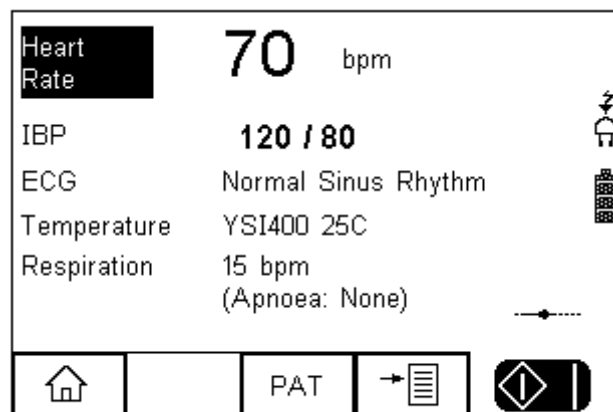 Heart Rate 70 bpm
IBP 120 / 80
ECG Normal Sinus Rhythm
Temperature YSI400 25C
Respiration 15 bpm
(Apnoea: None)
PAT